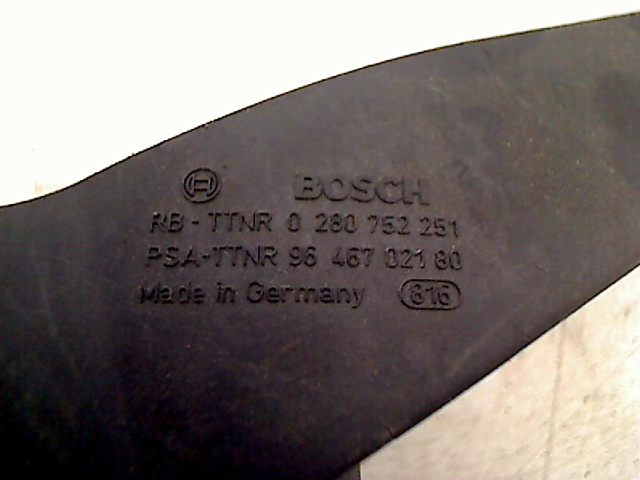 BOSCH
RB-TTNR 0 280 752 251
PSA-TTNR 96 467 021 80
Made in Germany 816